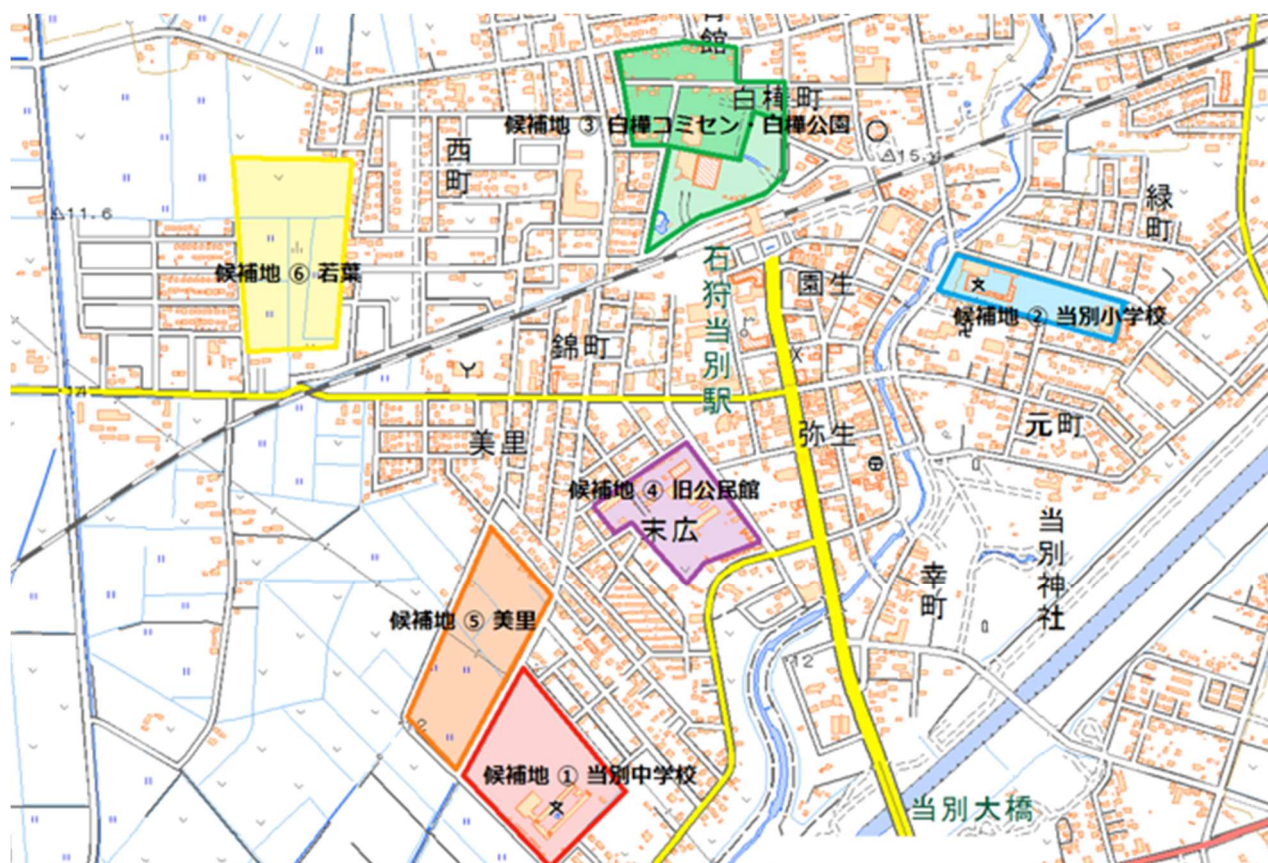 館
白樺町
候補地 ③ 白樺コミセン・白樺公園
15.
西町
緑町
11.6
候補地 ⑥ 若葉
石狩当別駅
園生
候補地 ② 当別小学校
錦町
元町
美里
弥生
候補地 ④ 旧公民館
末広
当別神社
幸町
候補地 ⑤ 美里
12
候補地 ① 当別中学校
当別大橋